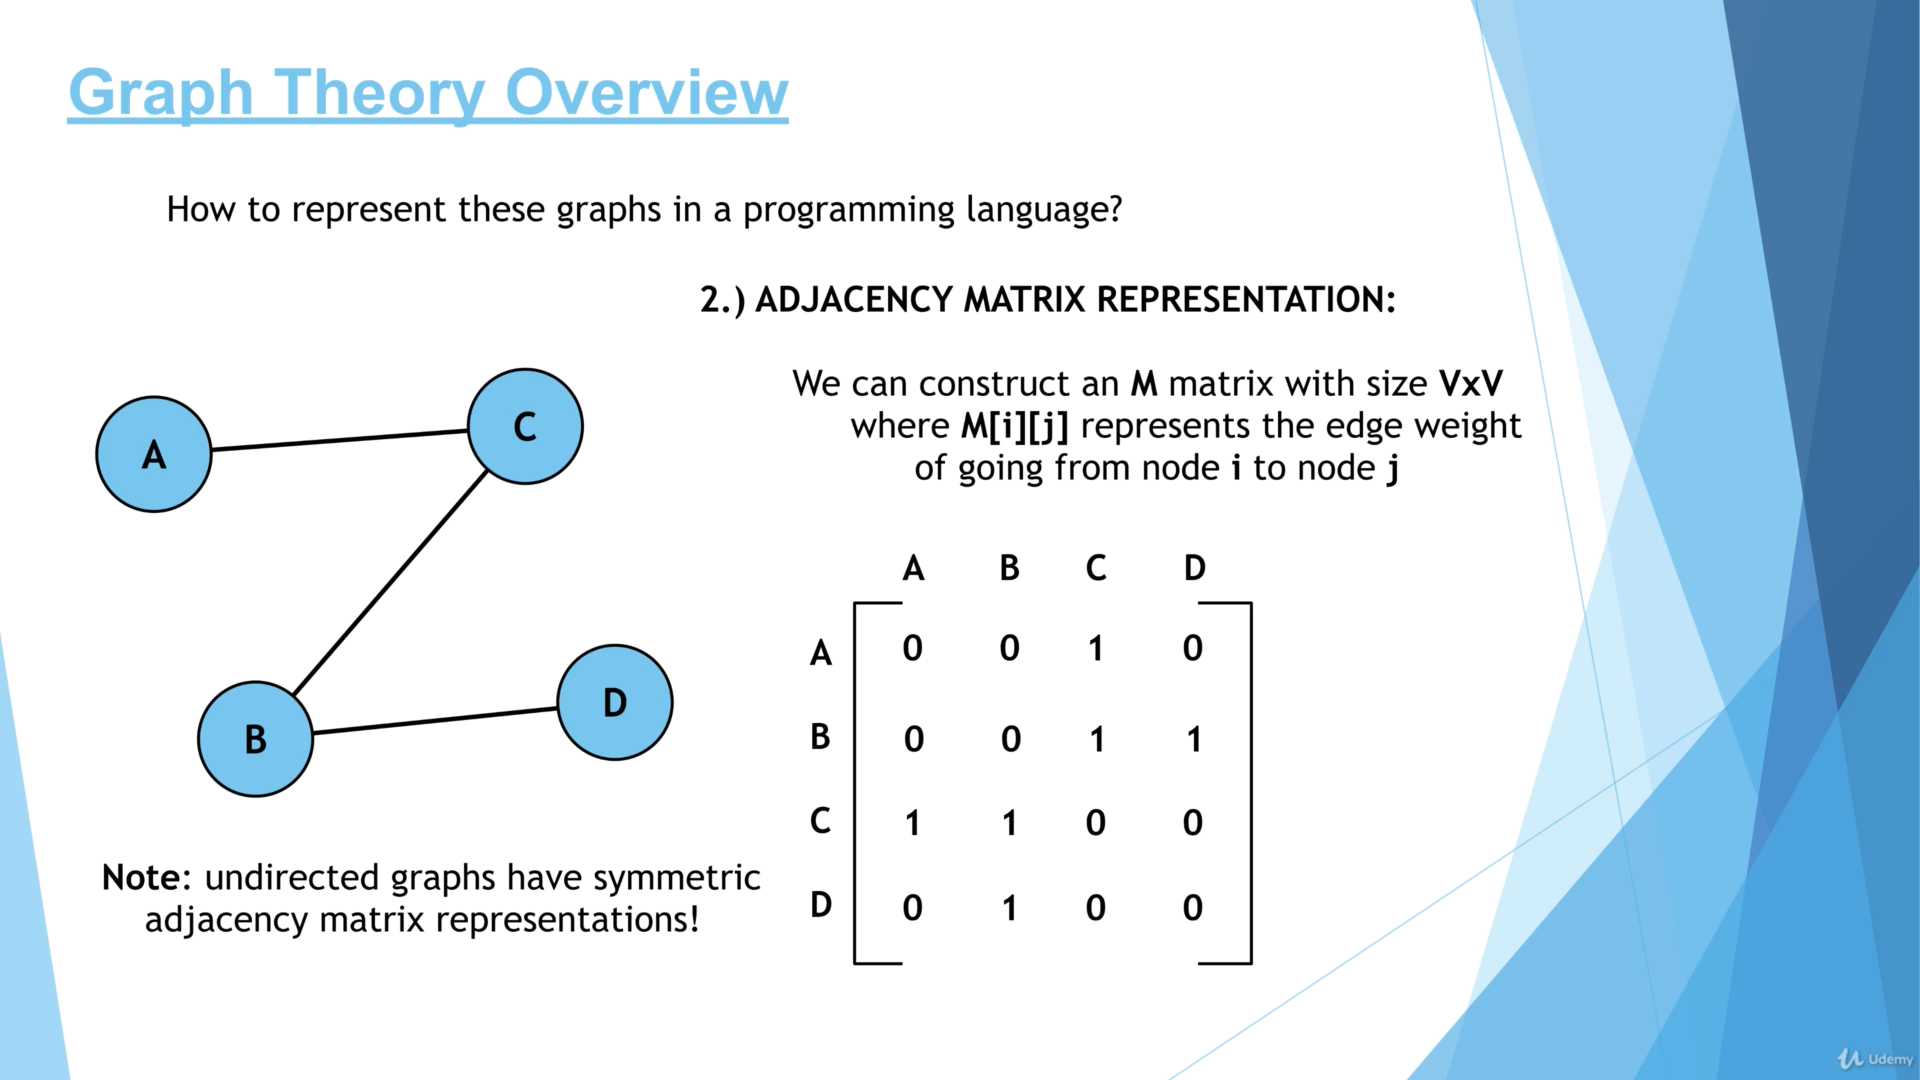 Graph Theory Overview
How to represent these graphs in a programming language?
2.) ADJACENCY MATRIX REPRESENTATION:
We can construct an M matrix with size VxV
where M[i][j] represents the edge weight
of going from node i to node j
A
C
B
D
A B C D
A 0 0 1 0
B 0 0 1 1
C 1 1 0 0
D 0 1 0 0
Note: undirected graphs have symmetric
adjacency matrix representations!
Udemy